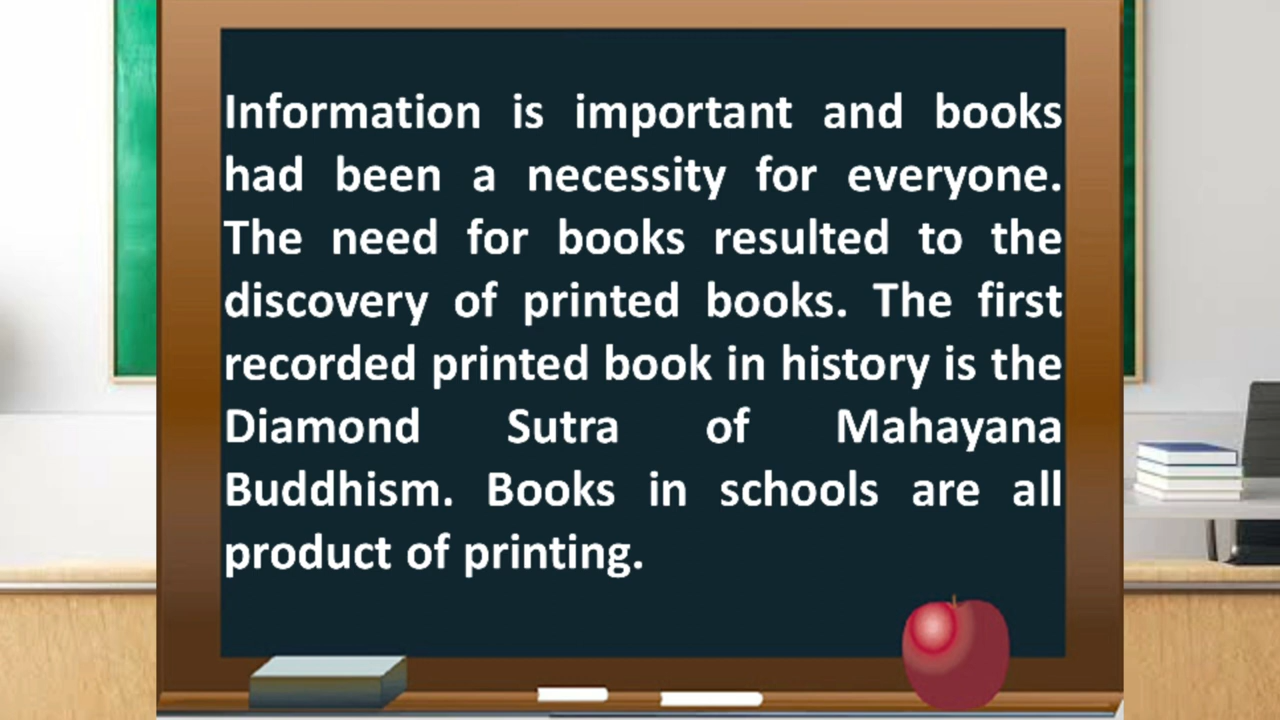 Information is important and books
had been a necessity for everyone.
The need for books resulted to the
discovery of printed books. The first
recorded printed book in history is the
Diamond Sutra of Mahayana
Buddhism. Books in schools are all
product of printing.